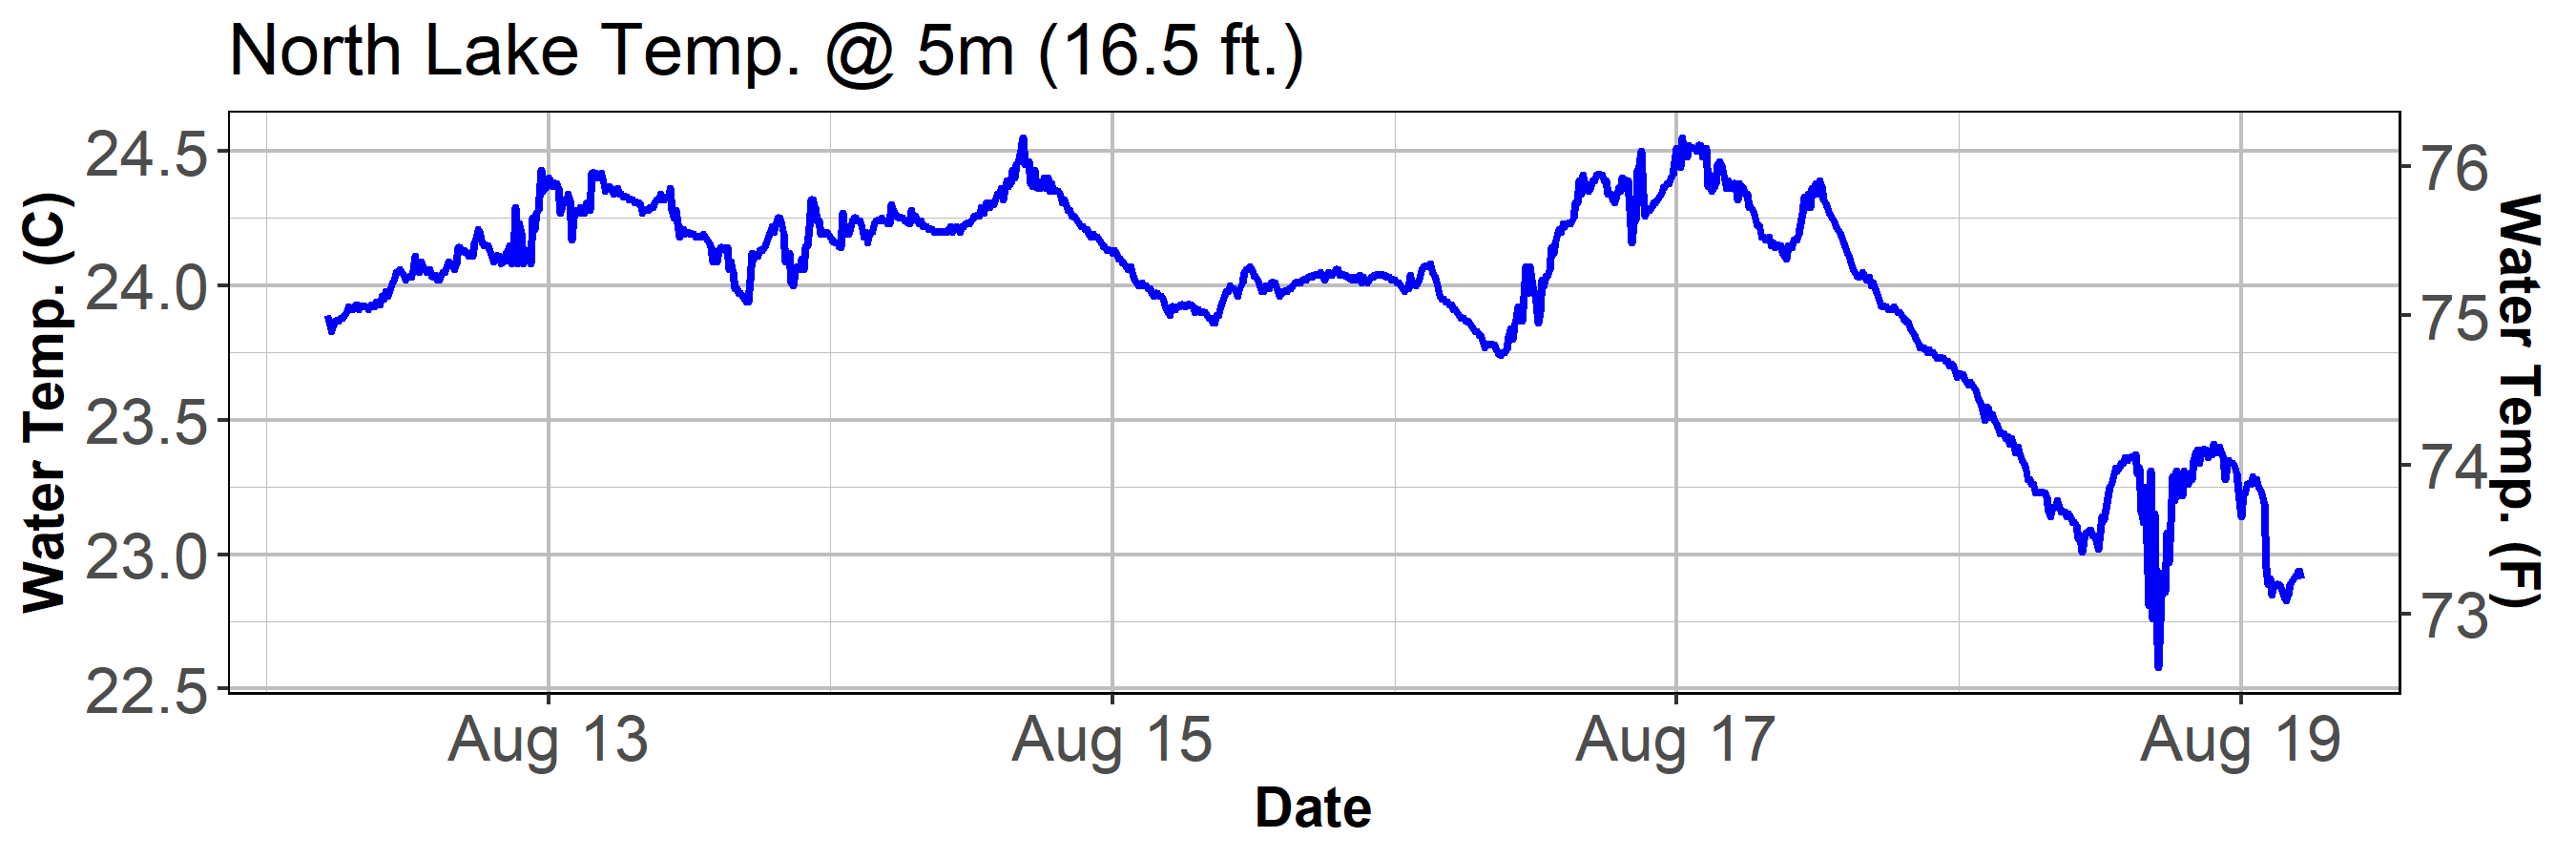 North Lake Temp. @ 5m (16.5 ft.)
Water Temp. (C)
24.5
24.0
23.5
23.0
22.5
76
75
74
73
Water Temp. (F)
Aug 13
Aug 15
Aug 17
Aug 19
Date